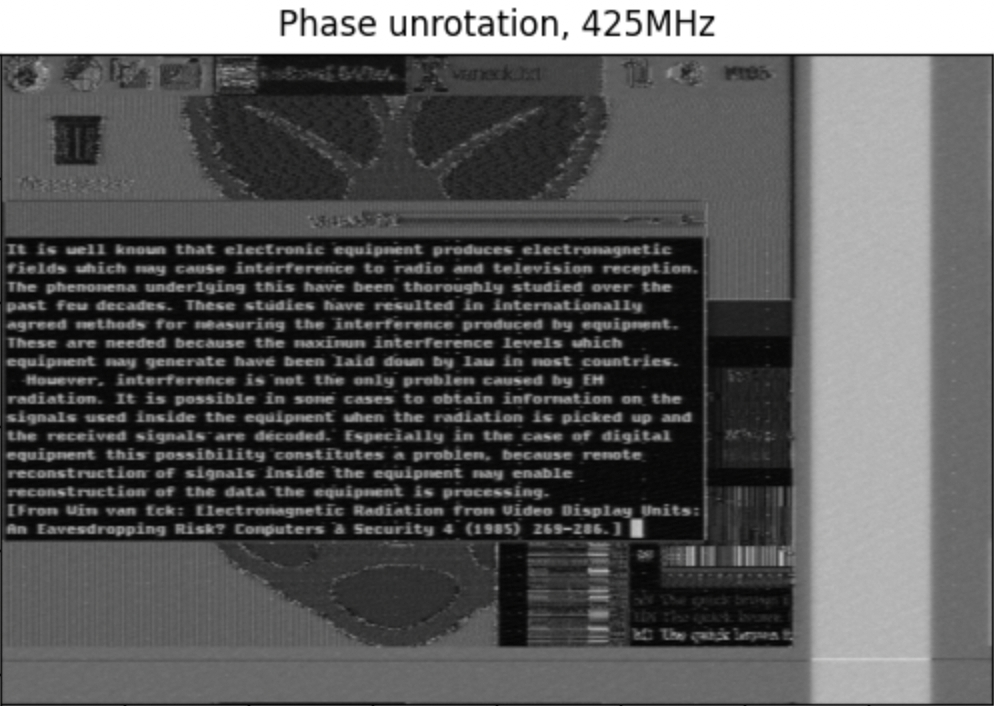 Phase unrotation, 425MHz
vaneck.txt
It is well known that electronic equipment produces electromagnetic
fields which may cause interference to radio and television reception.
The phenomena underlying this have been thoroughly studied over the
past few decades. These studies have resulted in internationally
agreed methods for measuring the interference produced by equipment.
These are needed because the maximum interference levels which
equipment may generate have been laid down by law in most countries.
However, interference is not the only problem caused by EM
radiation. It is possible in some cases to obtain information on the
signals used inside the equipment when the radiation is picked up and
the received signals are decoded. Especially in the case of digital
equipment this possibility constitutes a problem, because remote
reconstruction of signals inside the equipment may enable
reconstruction of the data the equipment is processing.
[From Wim van Eck: Electromagnetic Radiation from Video Display Units:
An Eavesdropping Risk? Computers & Security 4 (1985) 269-286.]
The quick brown
The quick brown
The quick brown